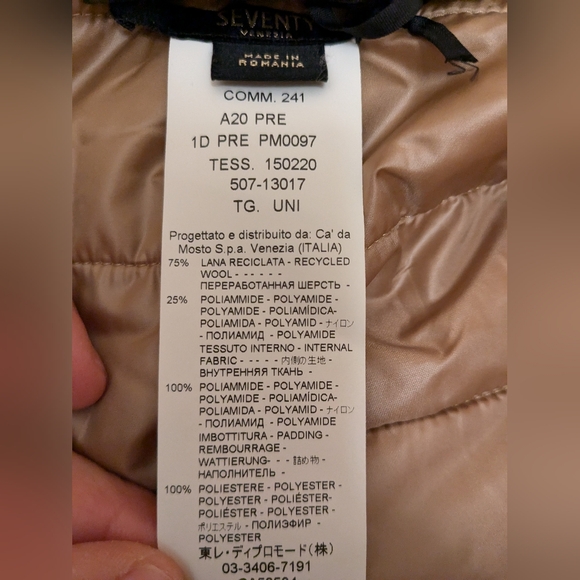 SEVENTY
VENEZIA
MADE IN
ROMANIA
COMM. 241
A20 PRE
1D PRE PM0097
TESS. 150220
507-13017
TG. UNI
Progettato e distribuito da: Ca' da
Mosto S.p.a. Venezia (ITALIA)
75% LANA RECICLATA - RECYCLED
WOOL - - - - - -
ПЕРЕРАБОТАННАЯ ШЕРСТЬ -
25% POLIAMMIDE - POLYAMIDE -
POLYAMIDE - POLIAMÍDICA-
POLIAMIDA - POLYAMID - ナイロン
- ПОЛИАМИД - POLYAMIDE
TESSUTO INTERNO - INTERNAL
FABRIC - - - - - 内側の生地 -
ВНУТРЕННЯЯ ТКАНЬ -
100% POLIAMMIDE - POLYAMIDE -
POLYAMIDE - POLIAMÍDICA-
POLIAMIDA - POLYAMID - ナイロン
- ПОЛИАМИД - POLYAMIDE
IMBOTTITURA - PADDING -
REMBOURRAGE -
WATTIERUNG- - - 詰め物 -
НАПОЛНИТЕЛЬ -
100% POLIESTERE - POLYESTER -
POLYESTER - POLIÉSTER-
POLIÉSTER - POLYESTER -
ポリエステル - ПОЛИЭФИР -
POLYESTER
東レ・ディプロモード(株)
03-3406-7191